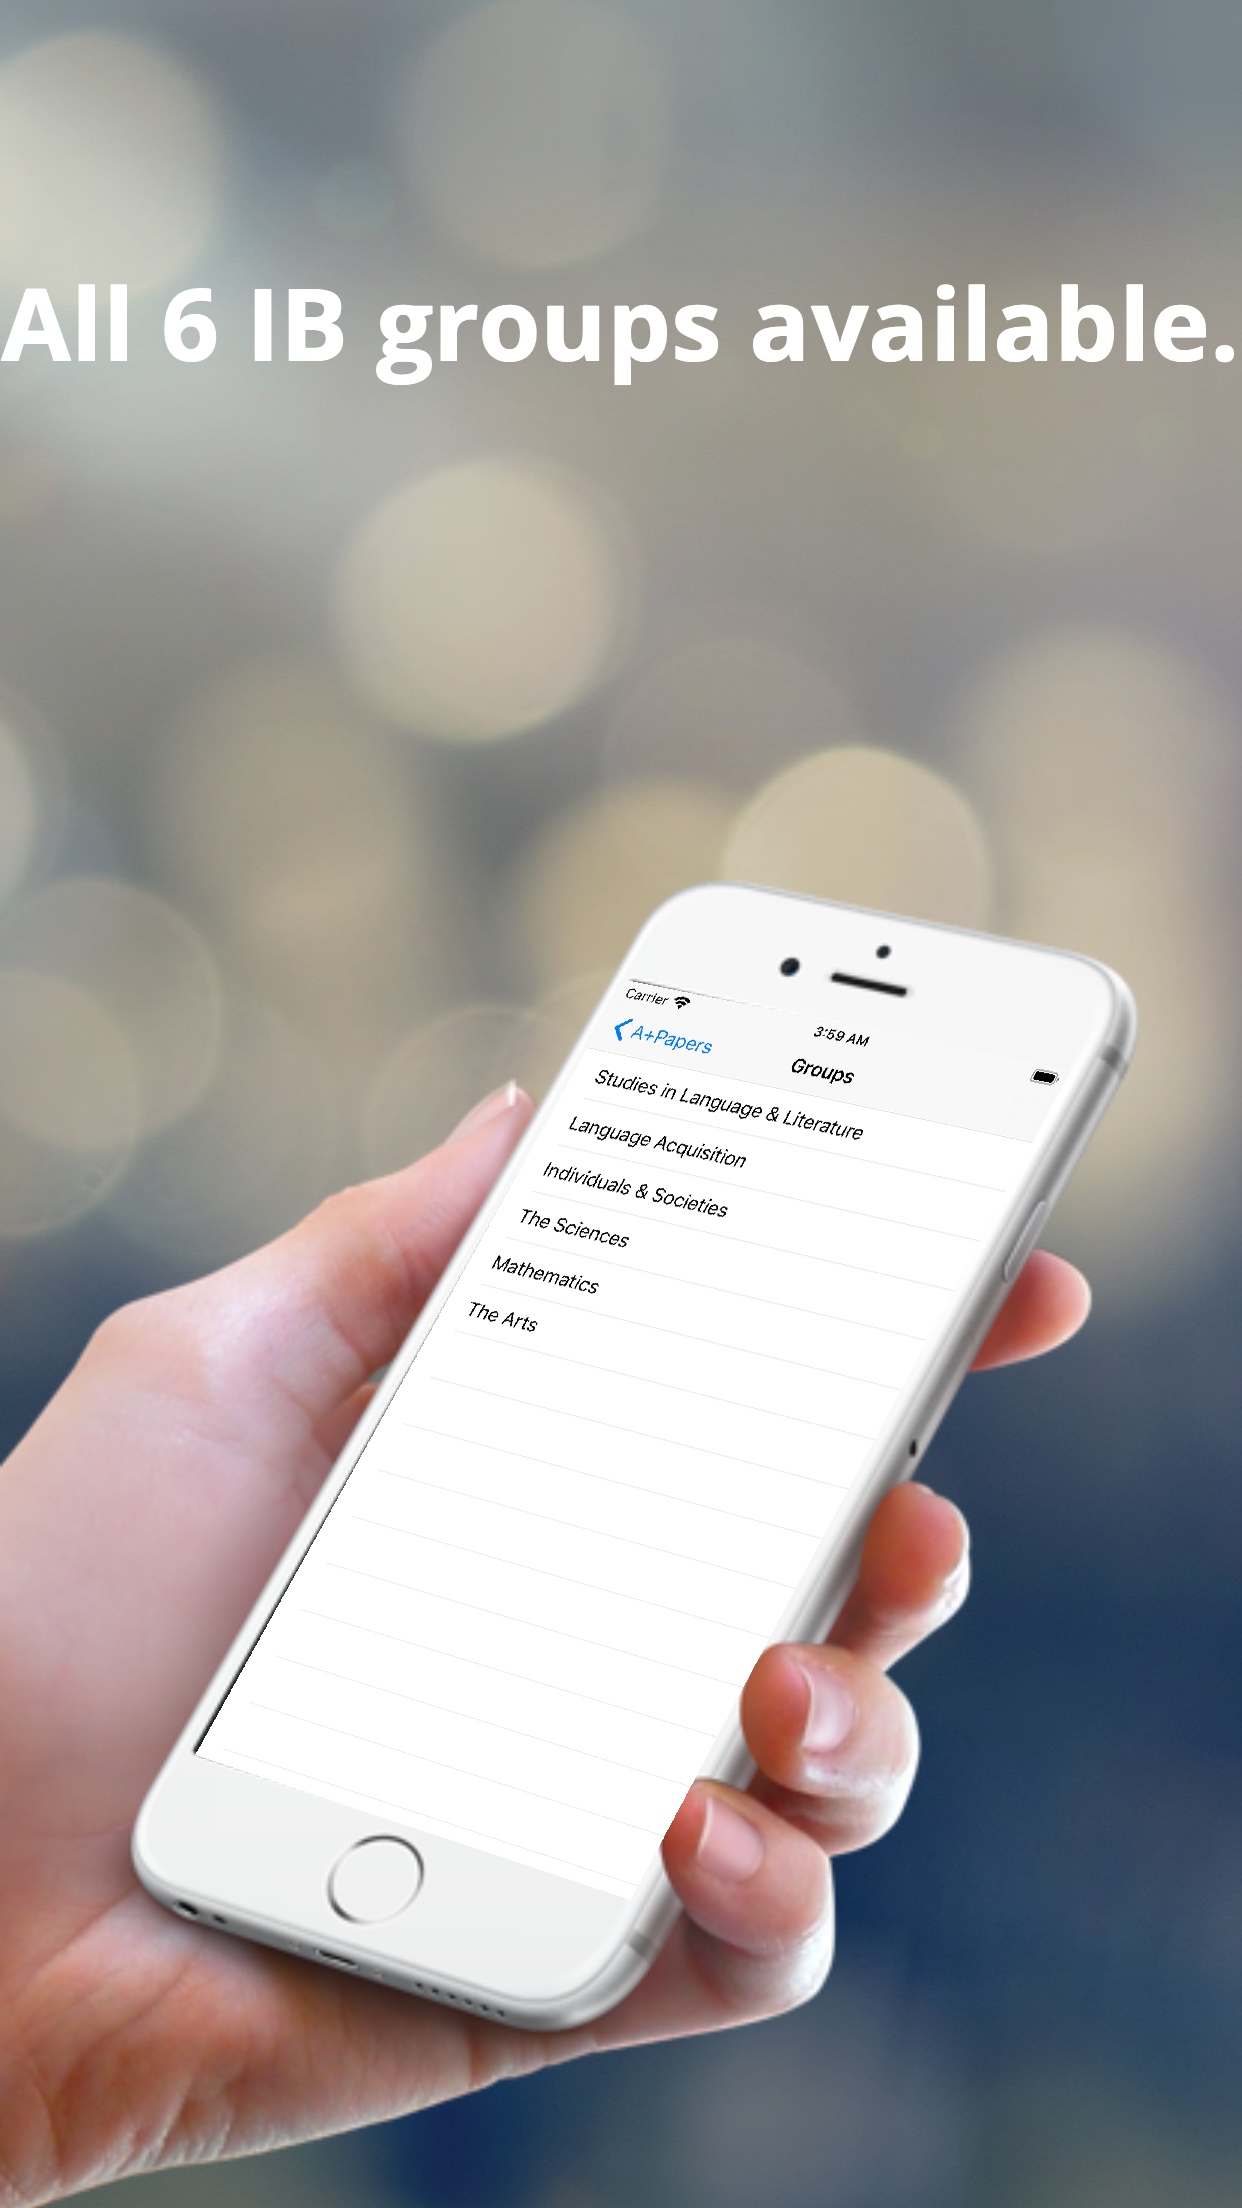 All 6 IB groups available.
Carrier
3:59 AM
A+Papers
Groups
Studies in Language & Literature
Language Acquisition
Individuals & Societies
The Sciences
Mathematics
The Arts